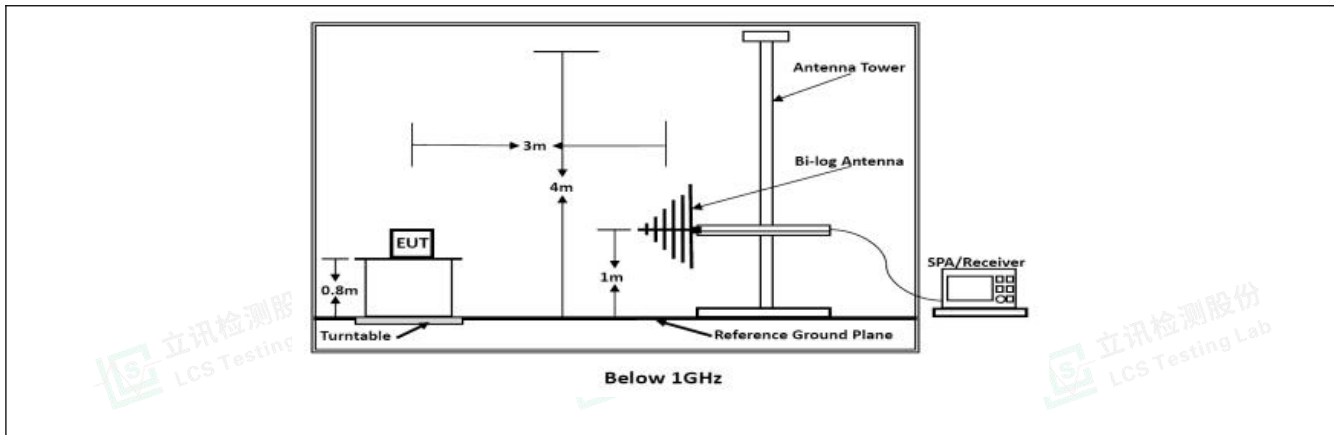 Antenna Tower
Bi-log Antenna
3m
4m
EUT
1m
0.8m
SPA/Receiver
Turntable
Reference Ground Plane
Below 1GHz
立讯检测股
LCS Testing
立讯检测股份
LCS Testing Lab